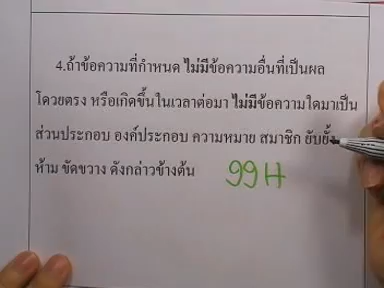 4.ถ้าข้อความที่กำหนด ไม่มีข้อความอื่นที่เป็นผล
โดยตรง หรือเกิดขึ้นในเวลาต่อมา ไม่มีข้อความใดมาเป็น
ส่วนประกอบ องค์ประกอบ ความหมาย สมาชิก ยับยั้ง
ห้าม ขัดขวาง ดังกล่าวข้างต้น 99H